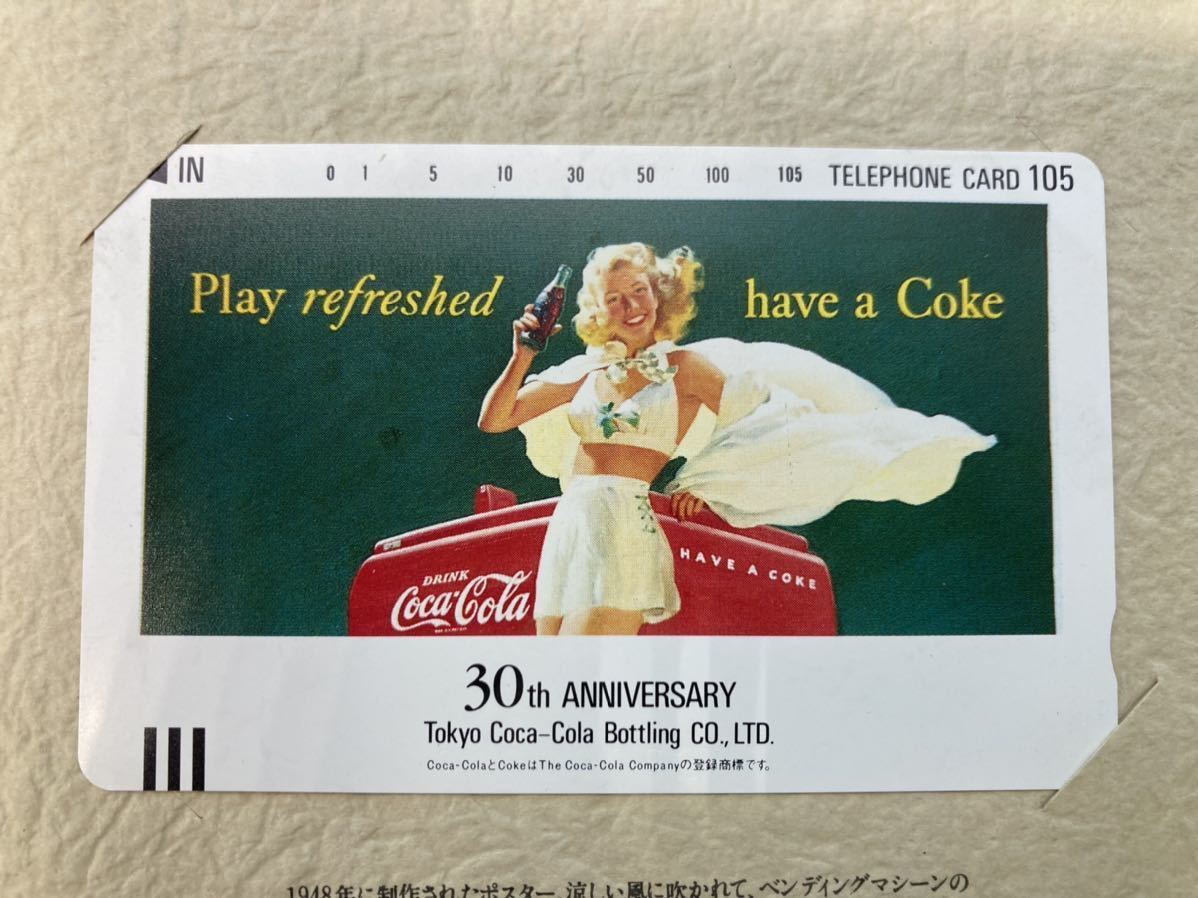 IN 0 1 5 10 30 50 100 105 TELEPHONE CARD 105
Play refreshed have a Coke
HAVE A COKE
DRINK
Coca-Cola
30th ANNIVERSARY
Tokyo Coca-Cola Bottling CO., LTD.
Coca-ColaとCokeはThe Coca-Cola Companyの登録商標です。
1948年に制作されたポスター、涼しい風に吹かれて、ベンディングマシーンの